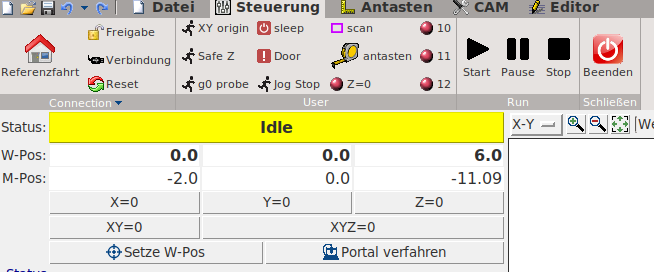 Datei Steuerung Antasten CAM Editor
Freigabe XY origin sleep scan 10
Referenzfahrt Verbindung Safe Z Door antasten 11 Start Pause Stop Beenden
Reset g0 probe Jog Stop Z=0 12
Connection User Run Schließen
Status: Idle X-Y
W-Pos: 0.0 0.0 6.0
M-Pos: -2.0 0.0 -11.09
X=0 Y=0 Z=0
XY=0 XYZ=0
Setze W-Pos Portal verfahren